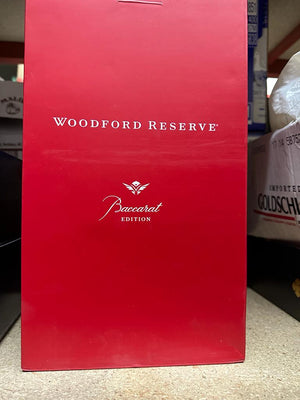 WOODFORD RESERVE®
Baccarat
EDITION
IMPORTED
GOLDSCH